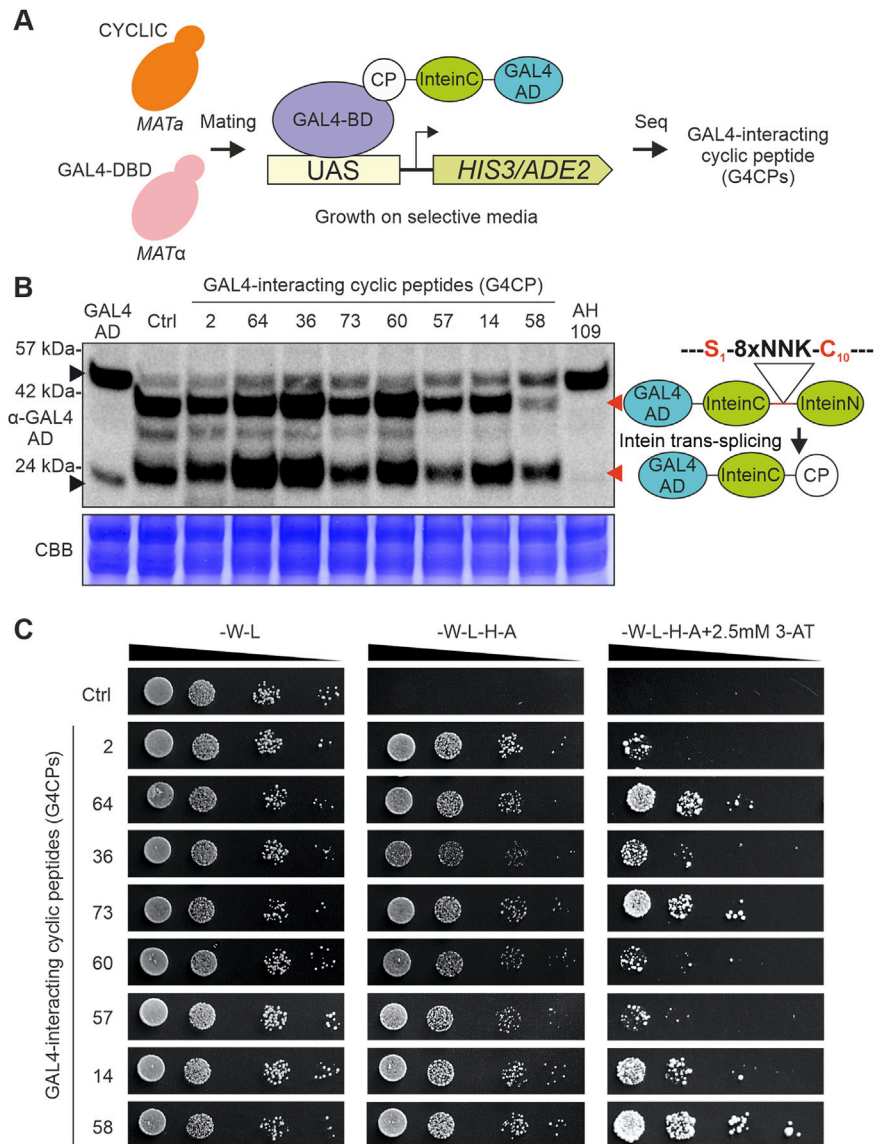 A
CYCLIC
MATa
GAL4-DBD
MATα
Mating
CP
InteinC
GAL4
AD
GAL4-BD
UAS
HIS3/ADE2
Growth on selective media
Seq
GAL4-interacting
cyclic peptide
(G4CPs)
B
GAL4-interacting cyclic peptides (G4CP)
GAL4
AD
Ctrl 2 64 36 73 60 57 14 58
AH
109
57 kDa-
42 kDa-
α-GAL4
AD
24 kDa-
CBB
---S1-8xNNK-C10---
GAL4
AD
InteinC
InteinN
Intein trans-splicing
GAL4
AD
InteinC
CP
C
-W-L
-W-L-H-A
-W-L-H-A+2.5mM 3-AT
Ctrl
GAL4-interacting cyclic peptides (G4CPs)
2
64
36
73
60
57
14
58